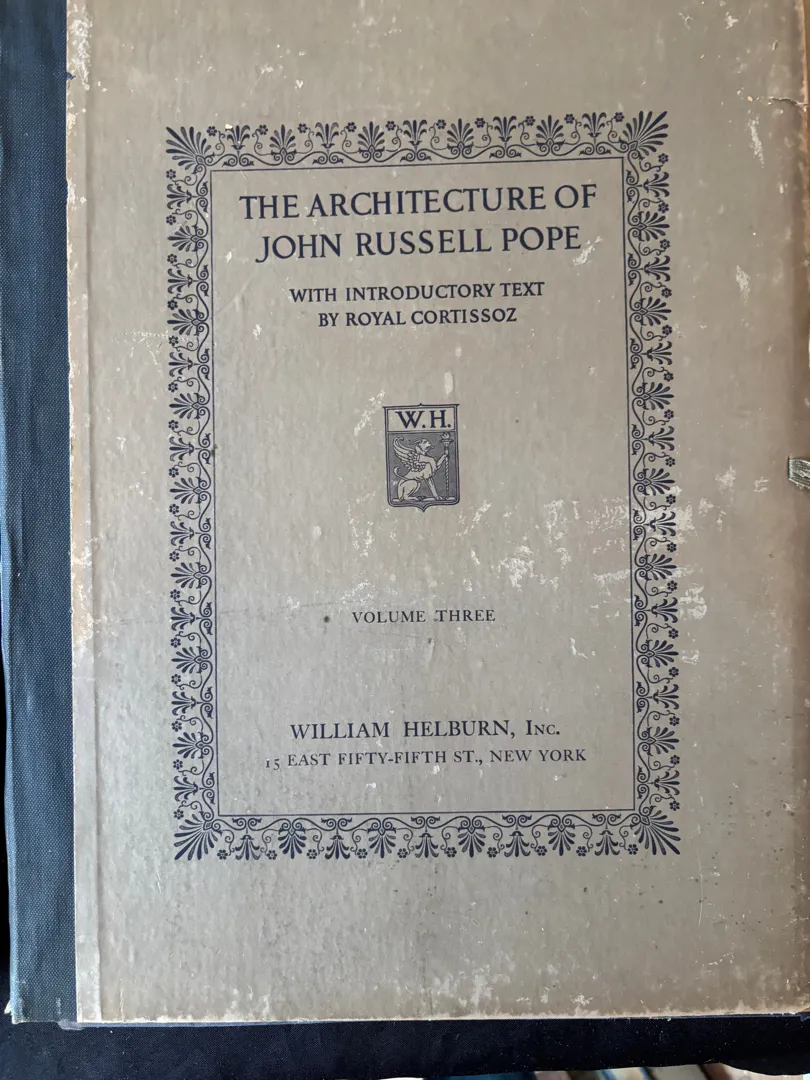 THE ARCHITECTURE OF
JOHN RUSSELL POPE
WITH INTRODUCTORY TEXT
BY ROYAL CORTISSOZ
W.H.
VOLUME THREE
WILLIAM HELBURN, INC.
15 EAST FIFTY-FIFTH ST., NEW YORK